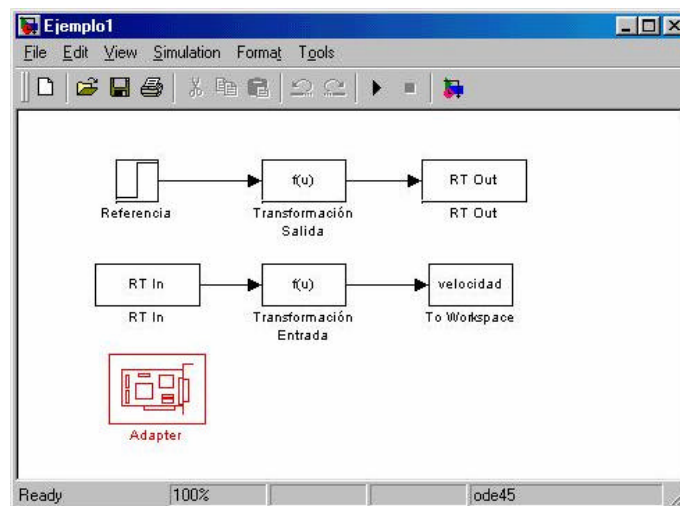 Ejemplo1
File Edit View Simulation Format Tools
f(u)
RT Out
Referencia
Transformación
Salida
RT Out
RT In
f(u)
velocidad
RT In
Transformación
Entrada
To Workspace
Adapter
Ready
100%
ode45